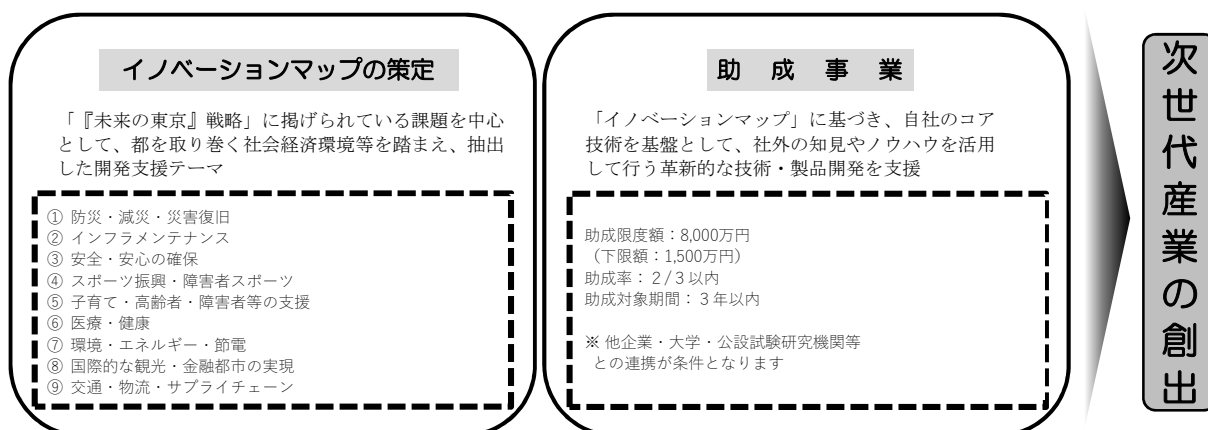 イノベーションマップの策定
「『未来の東京』戦略」に掲げられている課題を中心
として、都を取り巻く社会経済環境等を踏まえ、抽出
した開発支援テーマ
① 防災・減災・災害復旧
② インフラメンテナンス
③ 安全・安心の確保
④ スポーツ振興・障害者スポーツ
⑤ 子育て・高齢者・障害者等の支援
⑥ 医療・健康
⑦ 環境・エネルギー・節電
⑧ 国際的な観光・金融都市の実現
⑨ 交通・物流・サプライチェーン
助 成 事 業
「イノベーションマップ」に基づき、自社のコア
技術を基盤として、社外の知見やノウハウを活用
して行う革新的な技術・製品開発を支援
助成限度額：8,000万円
（下限額：1,500万円）
助成率：２/３以内
助成対象期間：３年以内
※ 他企業・大学・公設試験研究機関等
との連携が条件となります
次世代産業の創出